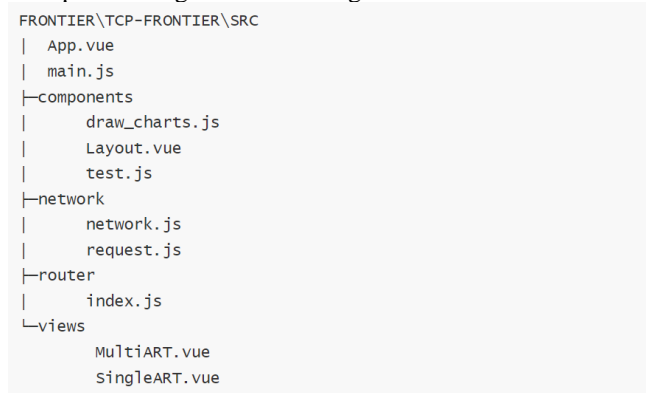 FRONTIER\TCP-FRONTIER\SRC
|  App.vue
|  main.js
├─components
|      draw_charts.js
|      Layout.vue
|      test.js
├─network
|      network.js
|      request.js
├─router
|      index.js
└─views
       MultiART.vue
       SingleART.vue